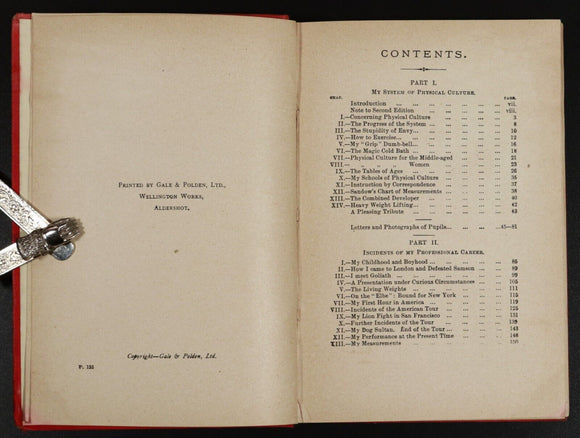 PRINTED BY GALE & POLDEN, LTD.,
WELLINGTON WORKS,
ALDERSHOT.
Copyright—Gale & Polden, Ltd.
P. 125
CONTENTS.
PART I.
MY SYSTEM OF PHYSICAL CULTURE.
CHAP. PAGE.
Introduction ... ... ... ... ... ... ... vii.
Note to Second Edition ... ... ... ... ... viii.
I.—Concerning Physical Culture ... ... ... ... 3
II.—The Progress of the System ... ... ... ... ... 8
III.—The Stupidity of Envy... ... ... ... ... ... 10
IV.—How to Exercise... ... ... ... ... ... ... 12
V.—My "Grip" Dumb-bell... ... ... ... ... ... 16
VI.—The Magic Cold Bath ... ... ... ... ... ... 18
VII.—Physical Culture for the Middle-aged ... ... ... 21
VIII.— „ „ „ Women ... ... ... ... 23
IX.—The Tables of Ages ... ... ... ... ... ... 26
X.—My Schools of Physical Culture ... ... ... ... 35
XI.—Instruction by Correspondence ... ... ... ... 37
XII.—Sandow's Chart of Measurements ... ... ... ... 38
XIII.—The Combined Developer ... ... ... ... ... 40
XIV.—Heavy Weight Lifting... ... ... ... ... ... 42
A Pleasing Tribute ... ... ... ... ... ... 43
Letters and Photographs of Pupils... ... ... ...45—81
PART II.
INCIDENTS OF MY PROFESSIONAL CAREER.
I.—My Childhood and Boyhood ... ... ... ... ... 85
II.—How I came to London and Defeated Samson ... ... 89
III.—I meet Goliath ... ... ... ... ... ... ... 99
IV.—A Presentation under Curious Circumstances ... ... 105
V.—The Living Weights ... ... ... ... ... ... 111
VI.—On the "Elbe": Bound for New York ... ... ... 115
VII.—My First Hour in America ... ... ... ... ... 119
VIII.—Incidents of the American Tour ... ... ... ...
IX.—My Lion Fight in San Francisco ... ... ... ... 131
X.—Further Incidents of the Tour ... ... ... ...
XI.—My Dog Sultan. End of the Tour ... ... ... ... 143
XII.—My Performance at the Present Time ... ... ... 146
XIII.—My Measurements ... ... ... ... ... ...